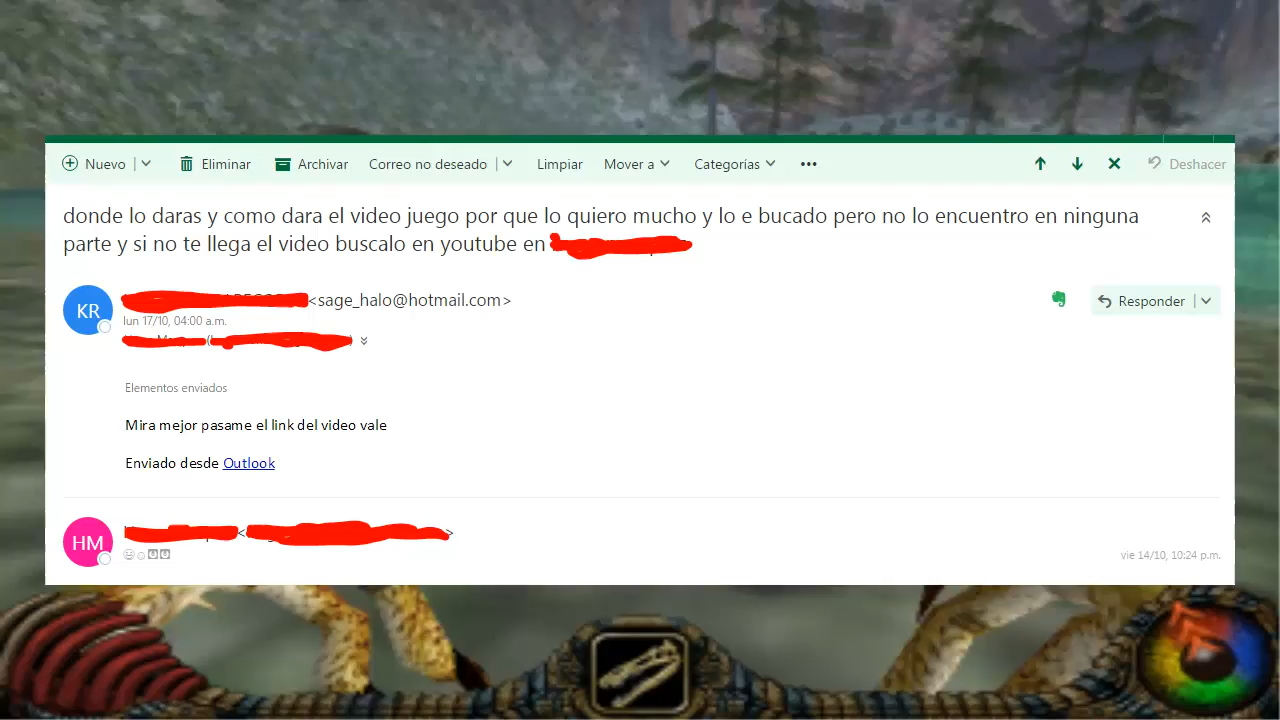 Nuevo Eliminar Archivar Correo no deseado Limpiar Mover a Categorías ••• Deshacer
donde lo daras y como dara el video juego por que lo quiero mucho y lo e bucado pero no lo encuentro en ninguna
parte y si no te llega el video buscalo en youtube en
KR
<sage_halo@hotmail.com>
Responder
lun 17/10, 04:00 a.m.
Elementos enviados
Mira mejor pasame el link del video vale
Enviado desde Outlook
HM
vie 14/10, 10:24 p.m.